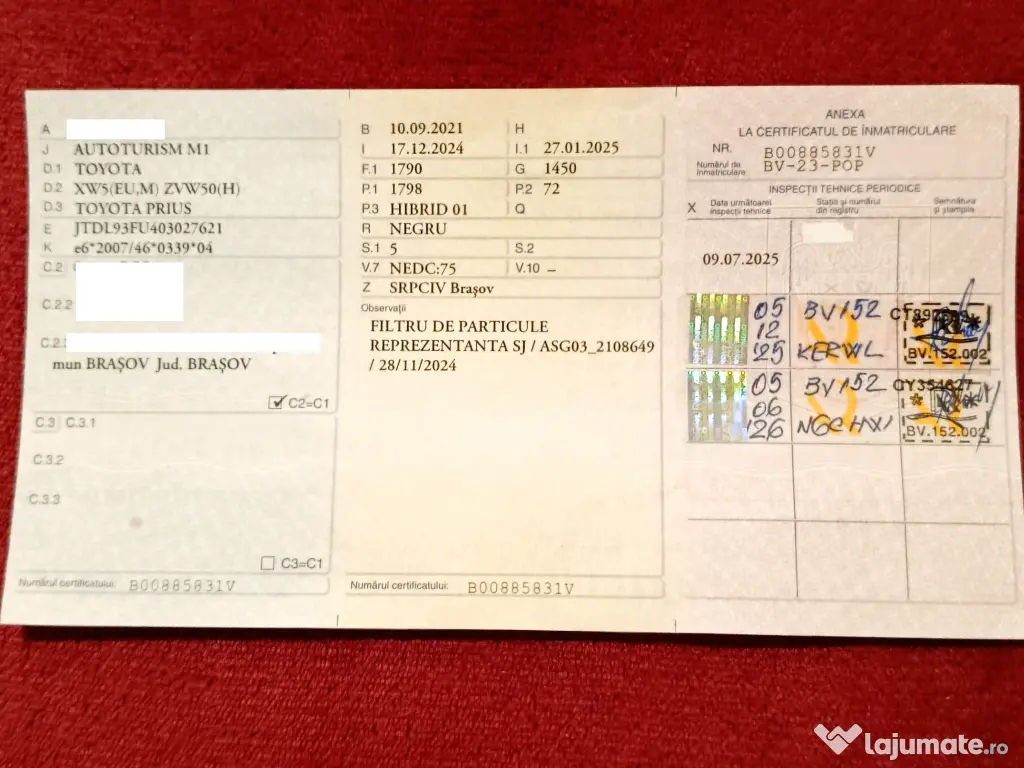 A
J AUTOTURISM M1
D.1 TOYOTA
D.2 XW5(EU,M) ZVW50(H)
D.3 TOYOTA PRIUS
E JTDL93FU403027621
K e6*2007/46*0339*04
C.2
C.2.2
C.2.
mun BRAȘOV Jud. BRAȘOV
C2=C1
C.3 C.3.1
C.3.2
C.3.3
C3=C1
Numărul certificatului: B00885831V
B 10.09.2021 H
I 17.12.2024 I.1 27.01.2025
F.1 1790 G 1450
P.1 1798 P.2 72
P.3 HIBRID 01 Q
R NEGRU
S.1 5 S.2
V.7 NEDC:75 V.10 –
Z SRPCIV Brașov
Observații
FILTRU DE PARTICULE
REPREZENTANTA SJ / ASG03_2108649
/ 28/11/2024
Numărul certificatului: B00885831V
ANEXA
LA CERTIFICATUL DE ÎNMATRICULARE
NR. B00885831V
Numărul de înmatriculare BV-23-POP
INSPECȚII TEHNICE PERIODICE
X Data următoarei inspecții tehnice Stația și numărul din registru Semnătura și ștampila
09.07.2025
05 BV152
12
'25 BV.152.002
05 BV152
06
'26 BV.152.002
lajumate.ro